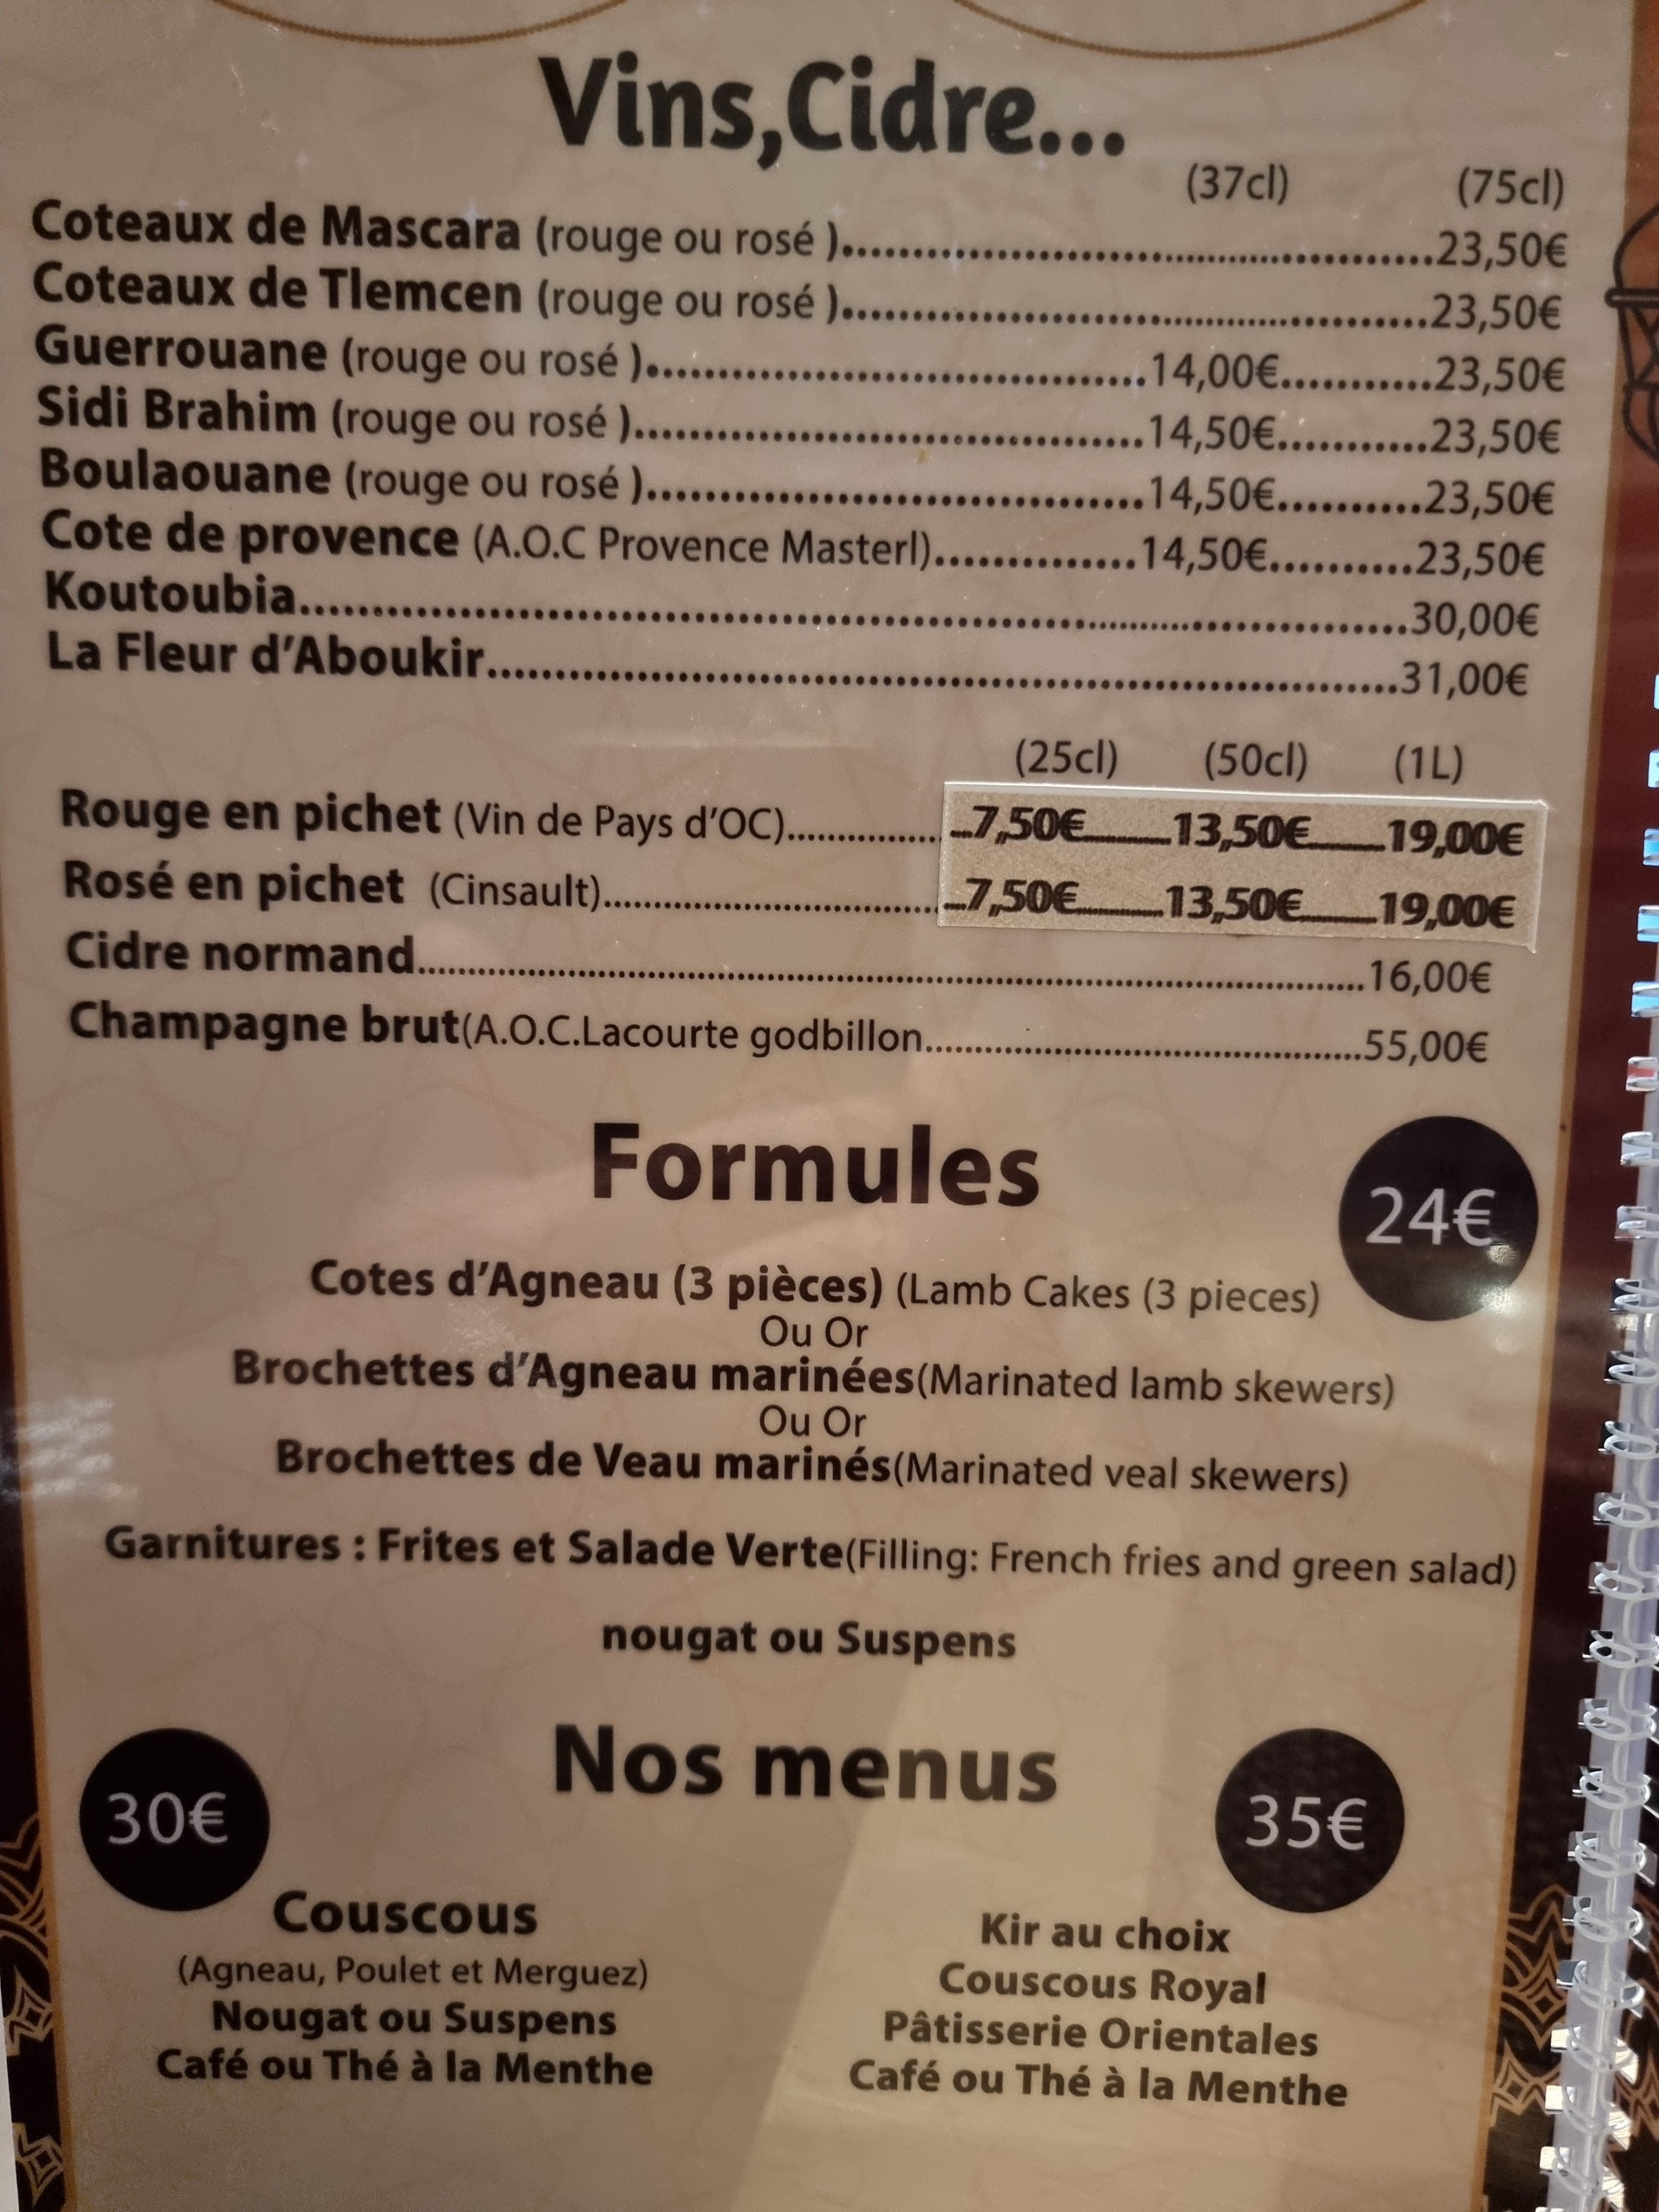 Vins,Cidre...
(37cl) (75cl)
Coteaux de Mascara (rouge ou rosé )...............23,50€
Coteaux de Tlemcen (rouge ou rosé )...............23,50€
Guerrouane (rouge ou rosé )...............14,00€...........23,50€
Sidi Brahim (rouge ou rosé )...............14,50€...........23,50€
Boulaouane (rouge ou rosé )...............14,50€..........23,50€
Cote de provence (A.O.C Provence Masterl)..............14,50€..........23,50€
Koutoubia...............30,00€
La Fleur d'Aboukir...............31,00€
(25cl) (50cl) (1L)
Rouge en pichet (Vin de Pays d'OC)...............7,50€.........13,50€........19,00€
Rosé en pichet (Cinsault)...............7,50€.........13,50€........19,00€
Cidre normand...............16,00€
Champagne brut(A.O.C.Lacourte godbillon...............55,00€
Formules
24€
Cotes d'Agneau (3 pièces) (Lamb Cakes (3 pieces)
Ou Or
Brochettes d'Agneau marinées(Marinated lamb skewers)
Ou Or
Brochettes de Veau marinés(Marinated veal skewers)
Garnitures : Frites et Salade Verte(Filling: French fries and green salad)
nougat ou Suspens
Nos menus
30€
Couscous
(Agneau, Poulet et Merguez)
Nougat ou Suspens
Café ou Thé à la Menthe
35€
Kir au choix
Couscous Royal
Pâtisserie Orientales
Café ou Thé à la Menthe